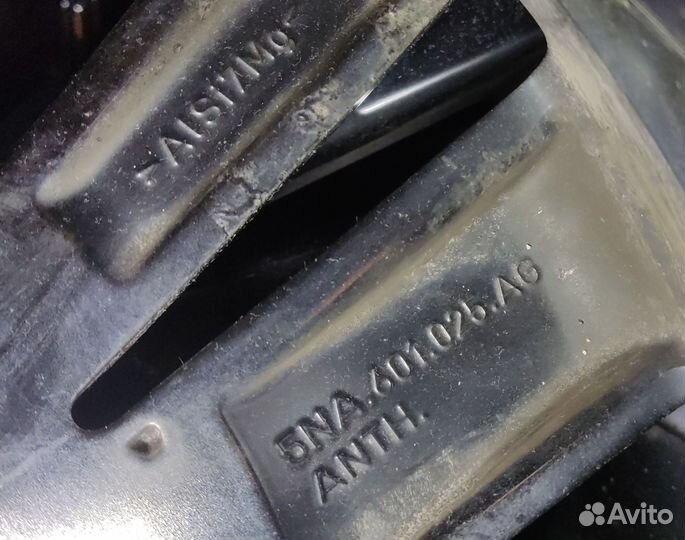 >AlSi7Mg
5NA.601.025.AG
ANTH.
Avito